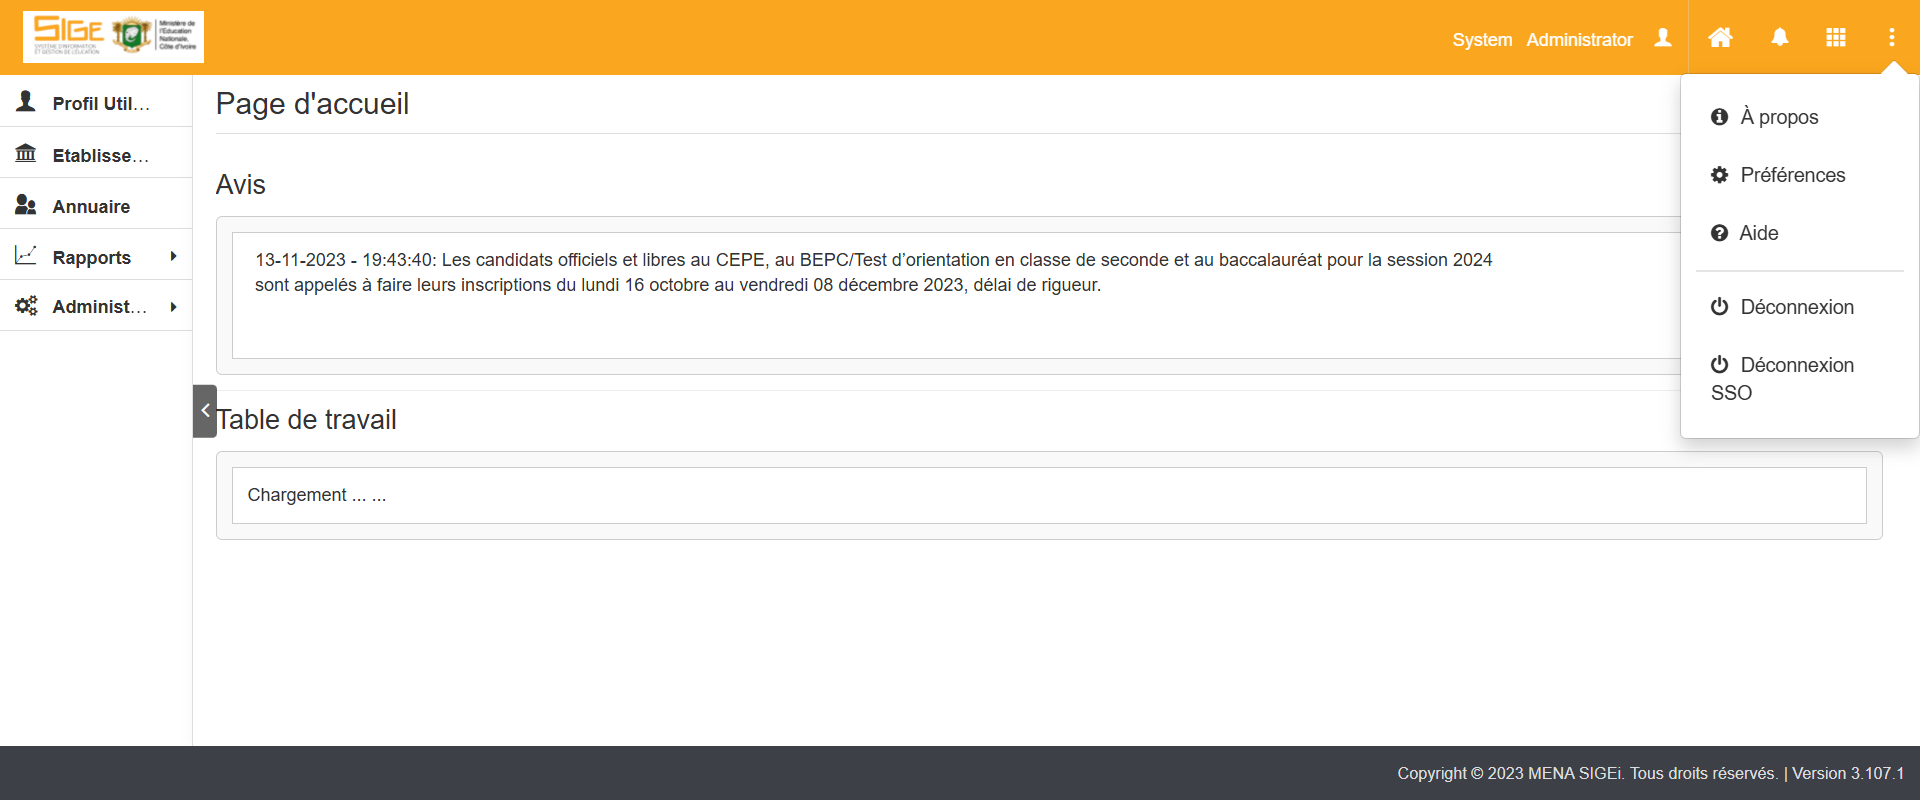 SIGE
SYSTÈME D'INFORMATION
ET GESTION DE L'ÉDUCATION
Ministère de
l'Education
Nationale,
Côte d'Ivoire
System Administrator
Profil Util...
Etablisse...
Annuaire
Rapports
Administ...
Page d'accueil
Avis
13-11-2023 - 19:43:40: Les candidats officiels et libres au CEPE, au BEPC/Test d’orientation en classe de seconde et au baccalauréat pour la session 2024
sont appelés à faire leurs inscriptions du lundi 16 octobre au vendredi 08 décembre 2023, délai de rigueur.
Table de travail
Chargement ... ...
À propos
Préférences
Aide
Déconnexion
Déconnexion
SSO
Copyright © 2023 MENA SIGEi. Tous droits réservés. | Version 3.107.1